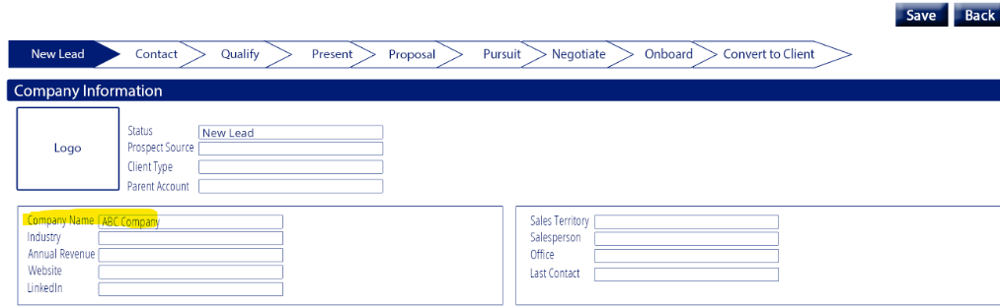 Save Back
New Lead Contact Qualify Present Proposal Pursuit Negotiate Onboard Convert to Client
Company Information
Logo
Status New Lead
Prospect Source
Client Type
Parent Account
Company Name ABC Company
Industry
Annual Revenue
Website
LinkedIn
Sales Territory
Salesperson
Office
Last Contact